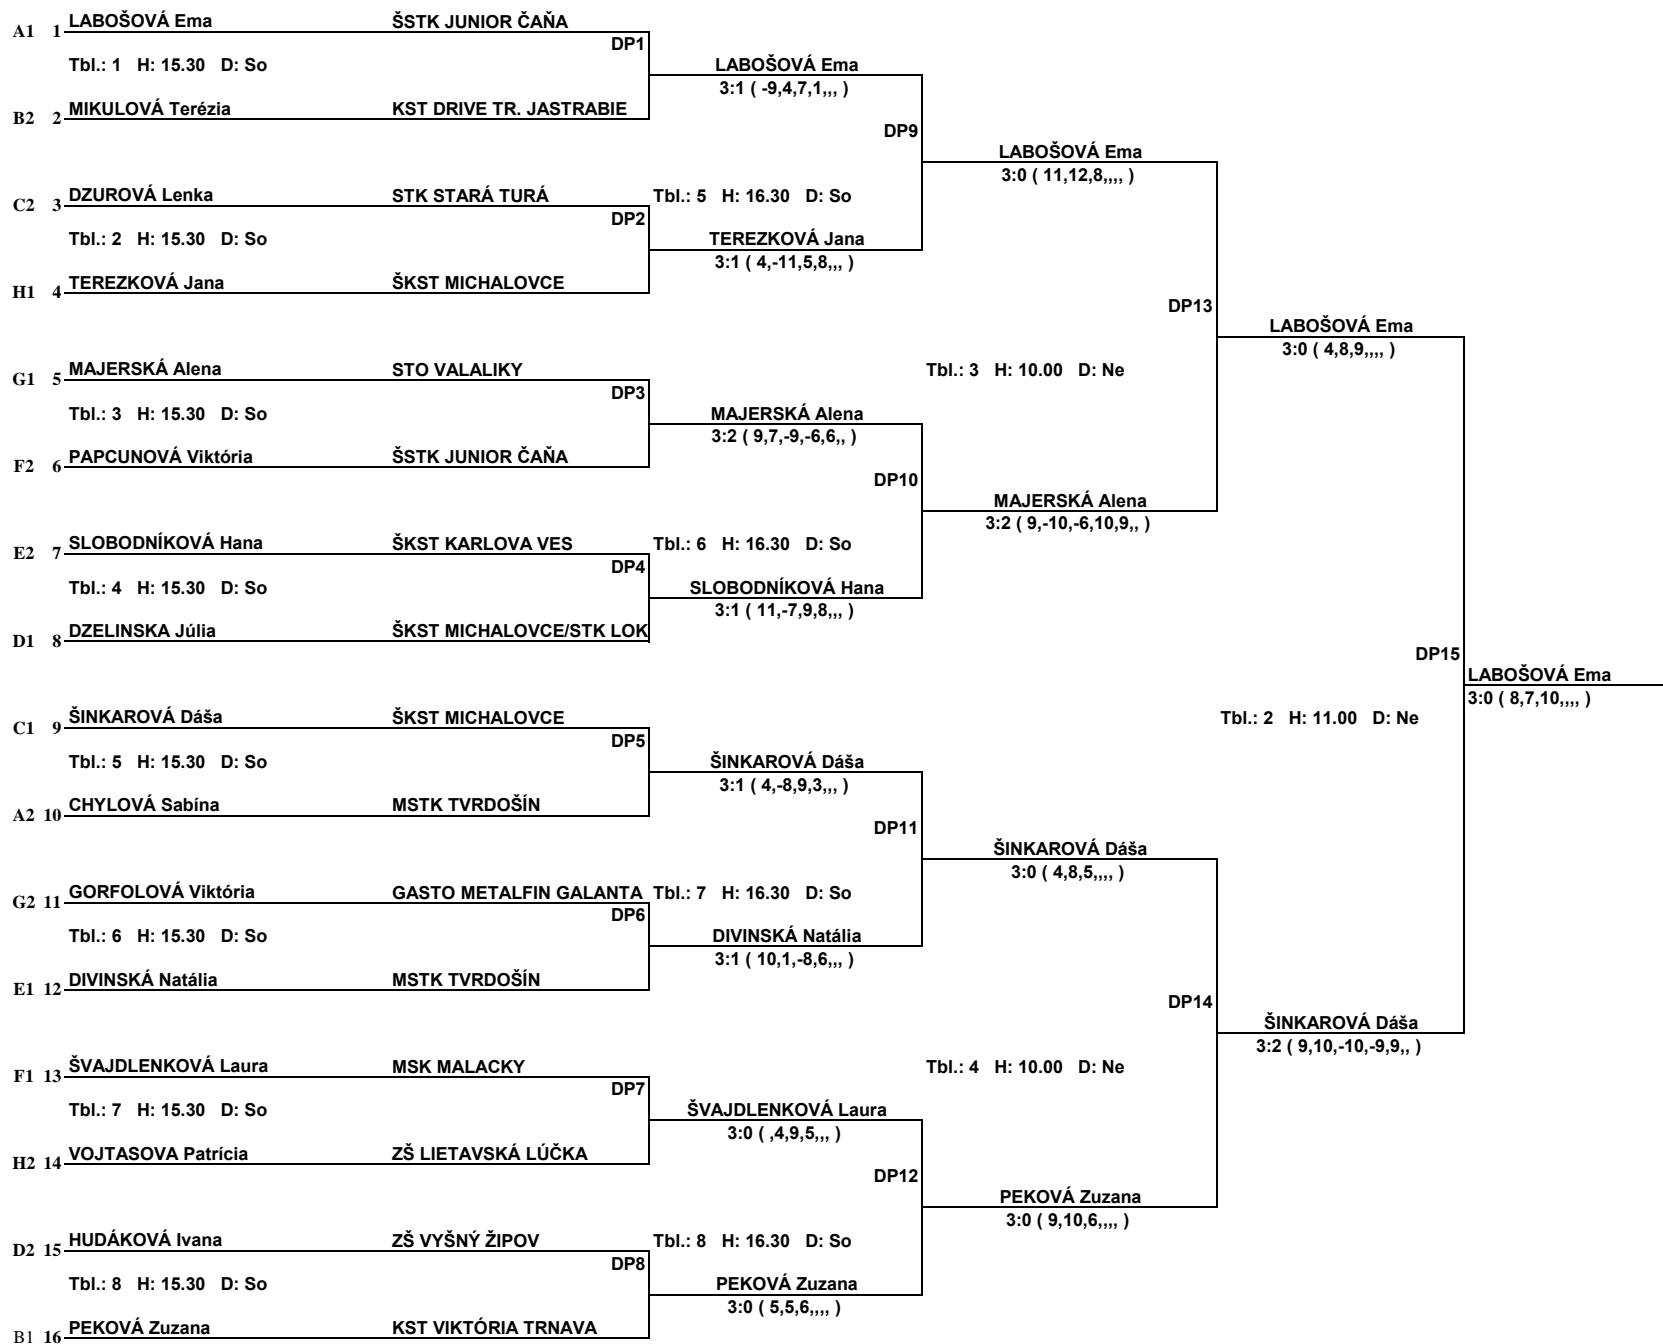 LABOŠOVÁ Ema ŠSTK JUNIOR ČAŇA
A1 1
DP1
Tbl.: 1 H: 15.30 D: So LABOŠOVÁ Ema
3:1 ( -9,4,7,1,,, )
MIKULOVÁ Terézia KST DRIVE TR. JASTRABIE
B2 2
DP9
LABOŠOVÁ Ema
3:0 ( 11,12,8,,,, )
DZUROVÁ Lenka STK STARÁ TURÁ Tbl.: 5 H: 16.30 D: So
C2 3
DP2
Tbl.: 2 H: 15.30 D: So TEREZKOVÁ Jana
3:1 ( 4,-11,5,8,,, )
TEREZKOVÁ Jana ŠKST MICHALOVCE
H1 4
DP13
LABOŠOVÁ Ema
3:0 ( 4,8,9,,,, )
MAJERSKÁ Alena STO VALALIKY Tbl.: 3 H: 10.00 D: Ne
G1 5
DP3
Tbl.: 3 H: 15.30 D: So MAJERSKÁ Alena
3:2 ( 9,7,-9,-6,6,, )
PAPCUNOVÁ Viktória ŠSTK JUNIOR ČAŇA
F2 6
DP10
MAJERSKÁ Alena
3:2 ( 9,-10,-6,10,9,, )
SLOBODNÍKOVÁ Hana ŠKST KARLOVA VES Tbl.: 6 H: 16.30 D: So
E2 7
DP4
Tbl.: 4 H: 15.30 D: So SLOBODNÍKOVÁ Hana
3:1 ( 11,-7,9,8,,, )
DZELINSKA Júlia ŠKST MICHALOVCE/STK LOK
D1 8
DP15
LABOŠOVÁ Ema
3:0 ( 8,7,10,,,, )
ŠINKAROVÁ Dáša ŠKST MICHALOVCE Tbl.: 2 H: 11.00 D: Ne
C1 9
DP5
Tbl.: 5 H: 15.30 D: So ŠINKAROVÁ Dáša
3:1 ( 4,-8,9,3,,, )
CHYLOVÁ Sabína MSTK TVRDOŠÍN
A2 10
DP11
ŠINKAROVÁ Dáša
3:0 ( 4,8,5,,,, )
GORFOLOVÁ Viktória GASTO METALFIN GALANTA Tbl.: 7 H: 16.30 D: So
G2 11
DP6
Tbl.: 6 H: 15.30 D: So DIVINSKÁ Natália
3:1 ( 10,1,-8,6,,, )
DIVINSKÁ Natália MSTK TVRDOŠÍN
E1 12
DP14
ŠINKAROVÁ Dáša
3:2 ( 9,10,-10,-9,9,, )
ŠVAJDLENKOVÁ Laura MSK MALACKY Tbl.: 4 H: 10.00 D: Ne
F1 13
DP7
Tbl.: 7 H: 15.30 D: So ŠVAJDLENKOVÁ Laura
3:0 ( ,4,9,5,,, )
VOJTASOVA Patrícia ZŠ LIETAVSKÁ LÚČKA
H2 14
DP12
PEKOVÁ Zuzana
3:0 ( 9,10,6,,,, )
HUDÁKOVÁ Ivana ZŠ VYŠNÝ ŽIPOV Tbl.: 8 H: 16.30 D: So
D2 15
DP8
Tbl.: 8 H: 15.30 D: So PEKOVÁ Zuzana
3:0 ( 5,5,6,,,, )
PEKOVÁ Zuzana KST VIKTÓRIA TRNAVA
B1 16